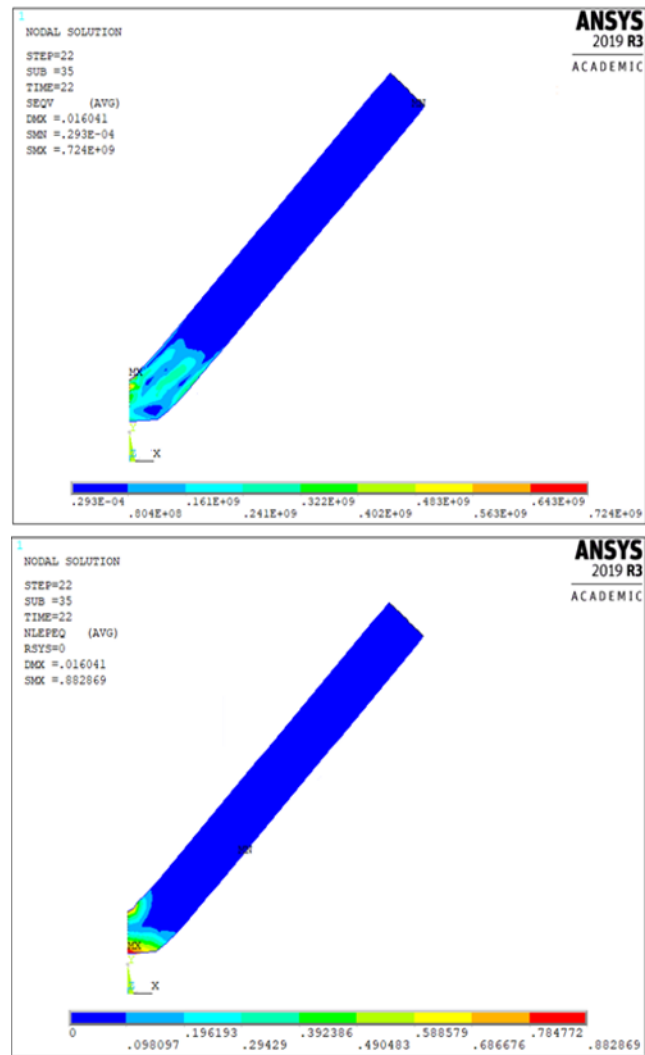 1
NODAL SOLUTION
STEP=22
SUB =35
TIME=22
SEQV (AVG)
DMX =.016041
SMN =.293E-04
SMX =.724E+09
ANSYS
2019 R3
ACADEMIC
MN
MX
X
.293E-04 .161E+09 .322E+09 .483E+09 .643E+09
.804E+08 .241E+09 .402E+09 .563E+09 .724E+09
1
NODAL SOLUTION
STEP=22
SUB =35
TIME=22
NLEPEQ (AVG)
RSYS=0
DMX =.016041
SMX =.882869
ANSYS
2019 R3
ACADEMIC
MN
MX
X
0 .196193 .392386 .588579 .784772
.098097 .29429 .490483 .686676 .882869